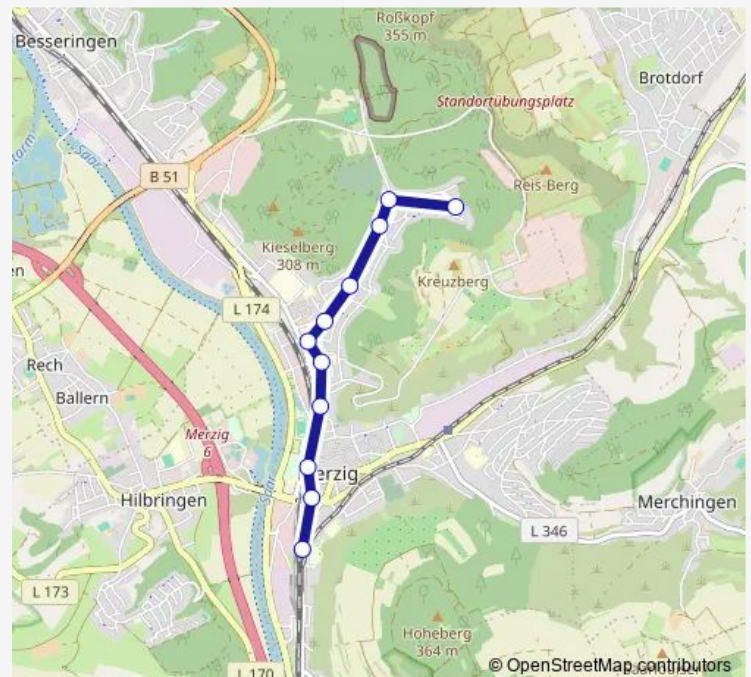 Roßkopf
355 m
Besseringen
Brotdorf
Standortübungsplatz
Saar
B 51
Reis-Berg
Kieselberg
308 m
Kreuzberg
L 174
Rech
Ballern
Merzig
6
erzig
Hilbringen
Merchingen
L 346
L 173
Hoheberg
364 m
L 170
© OpenStreetMap contributors